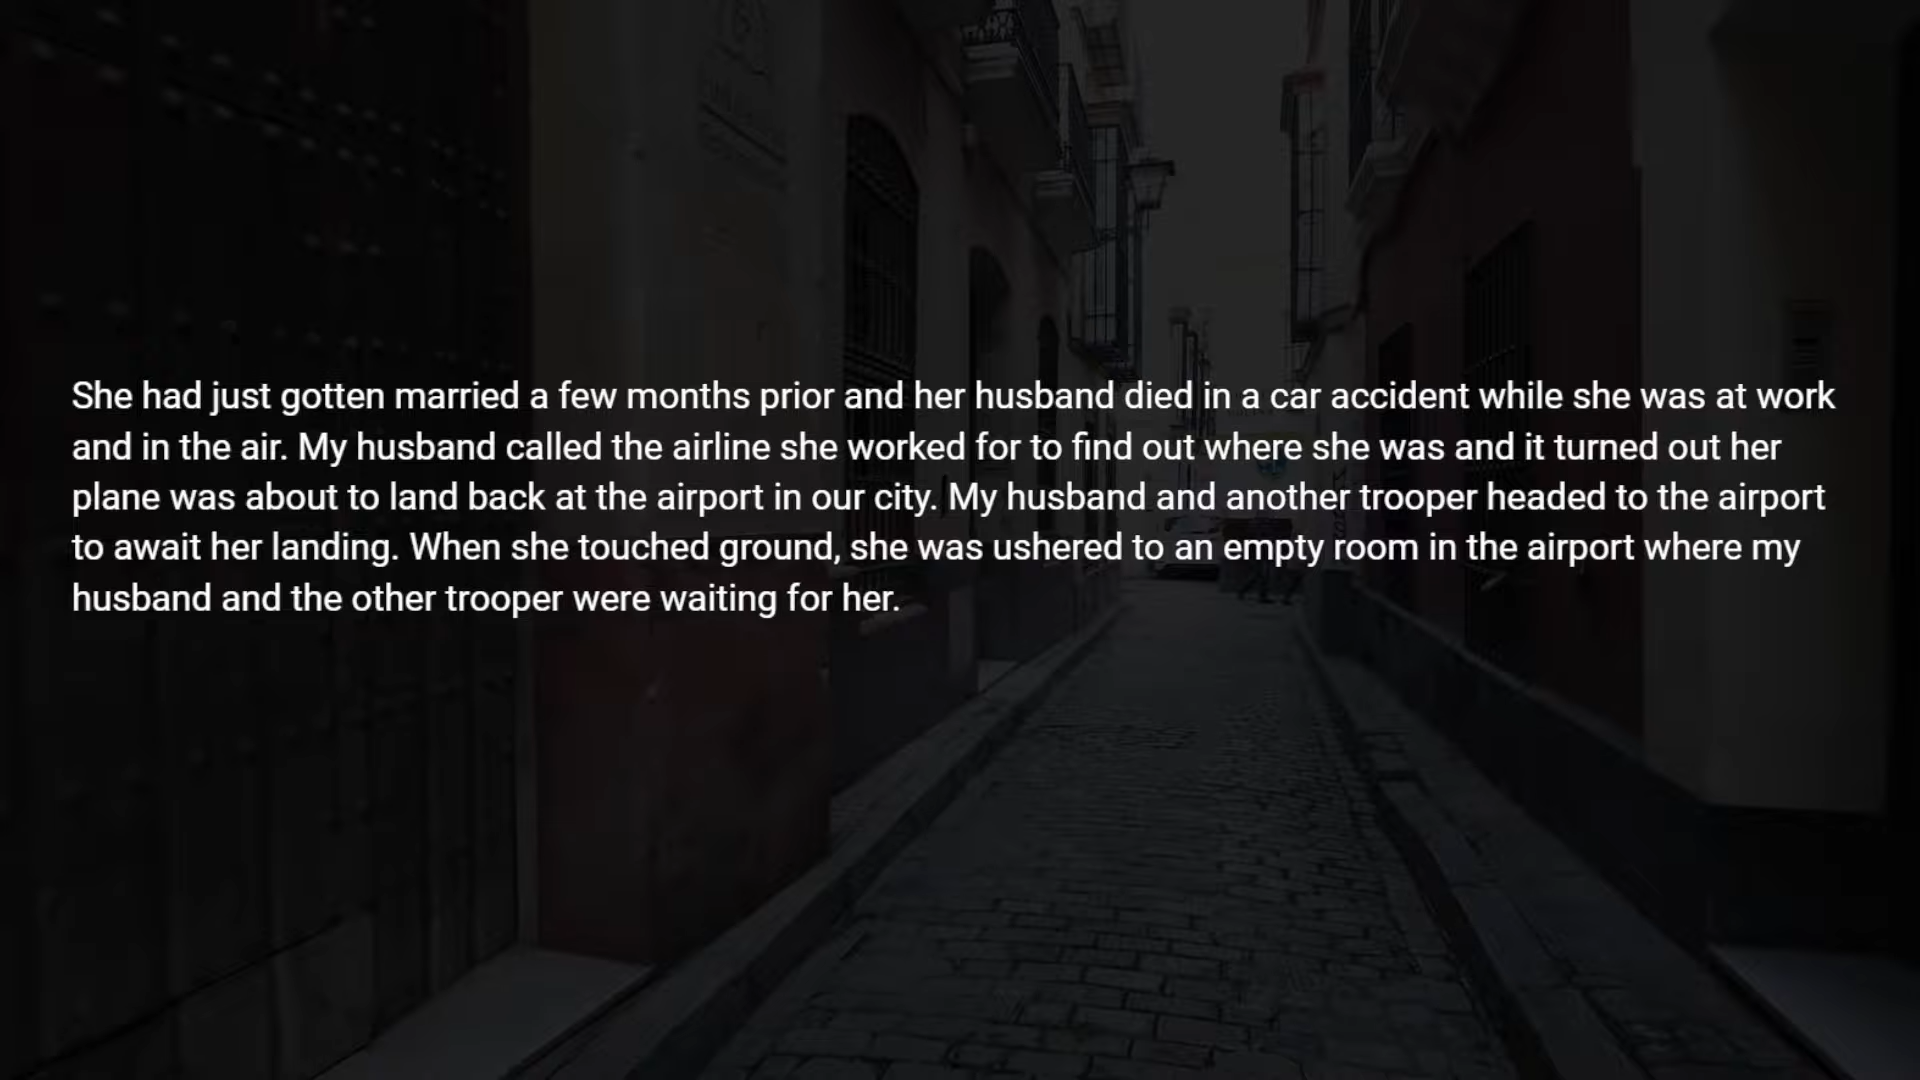 She had just gotten married a few months prior and her husband died in a car accident while she was at work
and in the air. My husband called the airline she worked for to find out where she was and it turned out her
plane was about to land back at the airport in our city. My husband and another trooper headed to the airport
to await her landing. When she touched ground, she was ushered to an empty room in the airport where my
husband and the other trooper were waiting for her.